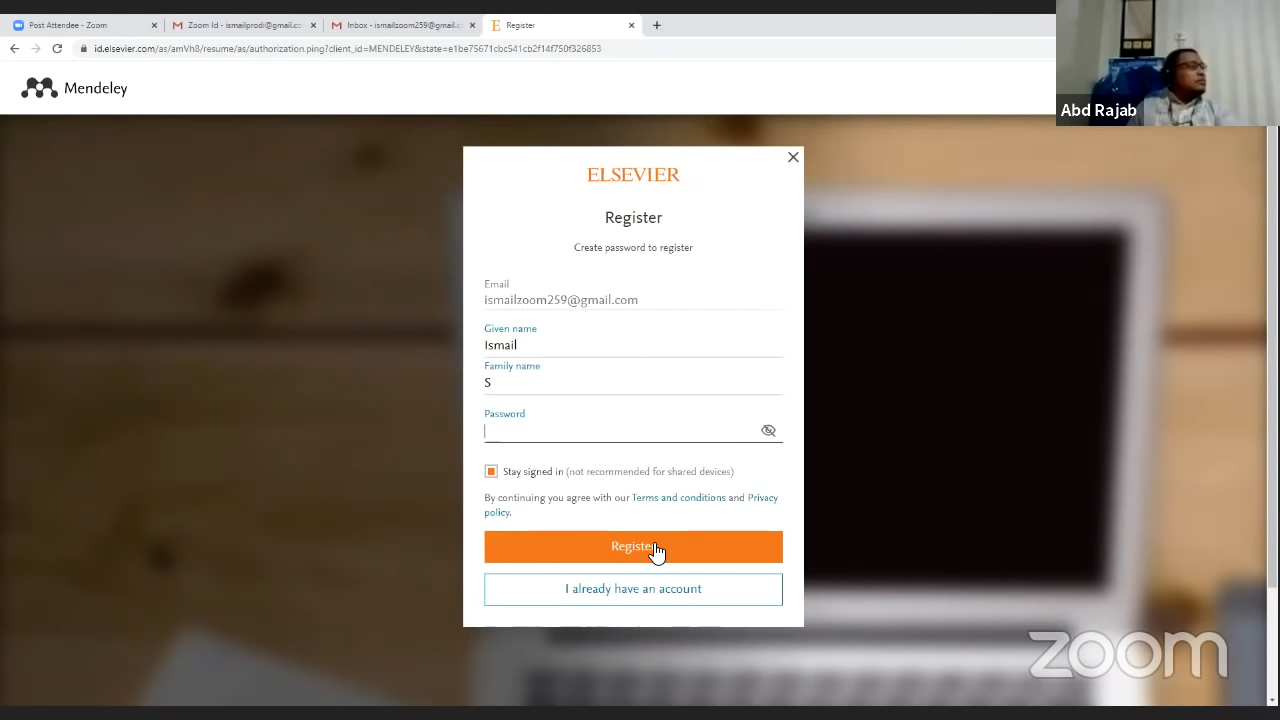 Post Attendee - Zoom
Zoom Id - ismailprodi@gmail.co
Inbox - ismailzoom259@gmail.c
Register
id.elsevier.com/as/amVh8/resume/as/authorization.ping?client_id=MENDELEY&state=e1be75671cbc541cb2f14f750f326853
Mendeley
Abd Rajab
ELSEVIER
Register
Create password to register
Email
ismailzoom259@gmail.com
Given name
Ismail
Family name
S
Password
Stay signed in (not recommended for shared devices)
By continuing you agree with our Terms and conditions and Privacy
policy.
Register
I already have an account
zoom